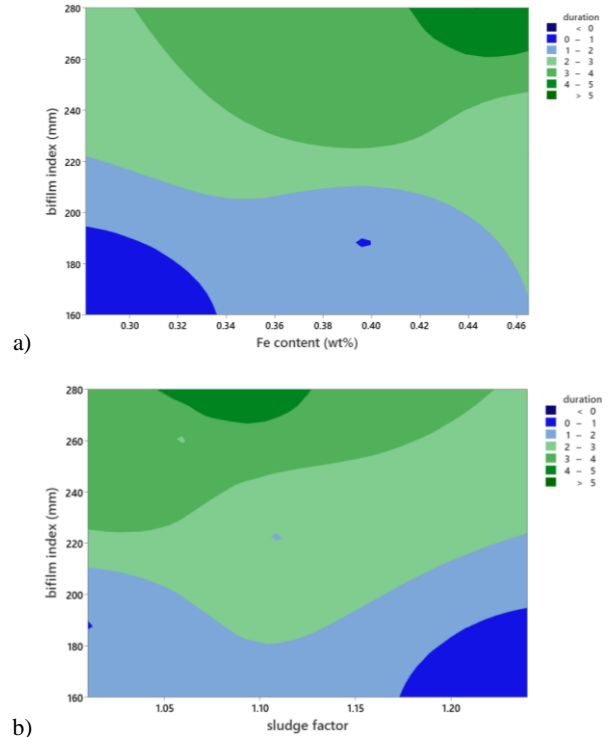 duration
< 0
0 – 1
1 – 2
2 – 3
3 – 4
4 – 5
> 5
280
260
240
220
200
180
160
bifilm index (mm)
0.30 0.32 0.34 0.36 0.38 0.40 0.42 0.44 0.46
Fe content (wt%)
a)
duration
< 0
0 – 1
1 – 2
2 – 3
3 – 4
4 – 5
> 5
280
260
240
220
200
180
160
bifilm index (mm)
1.05 1.10 1.15 1.20
sludge factor
b)